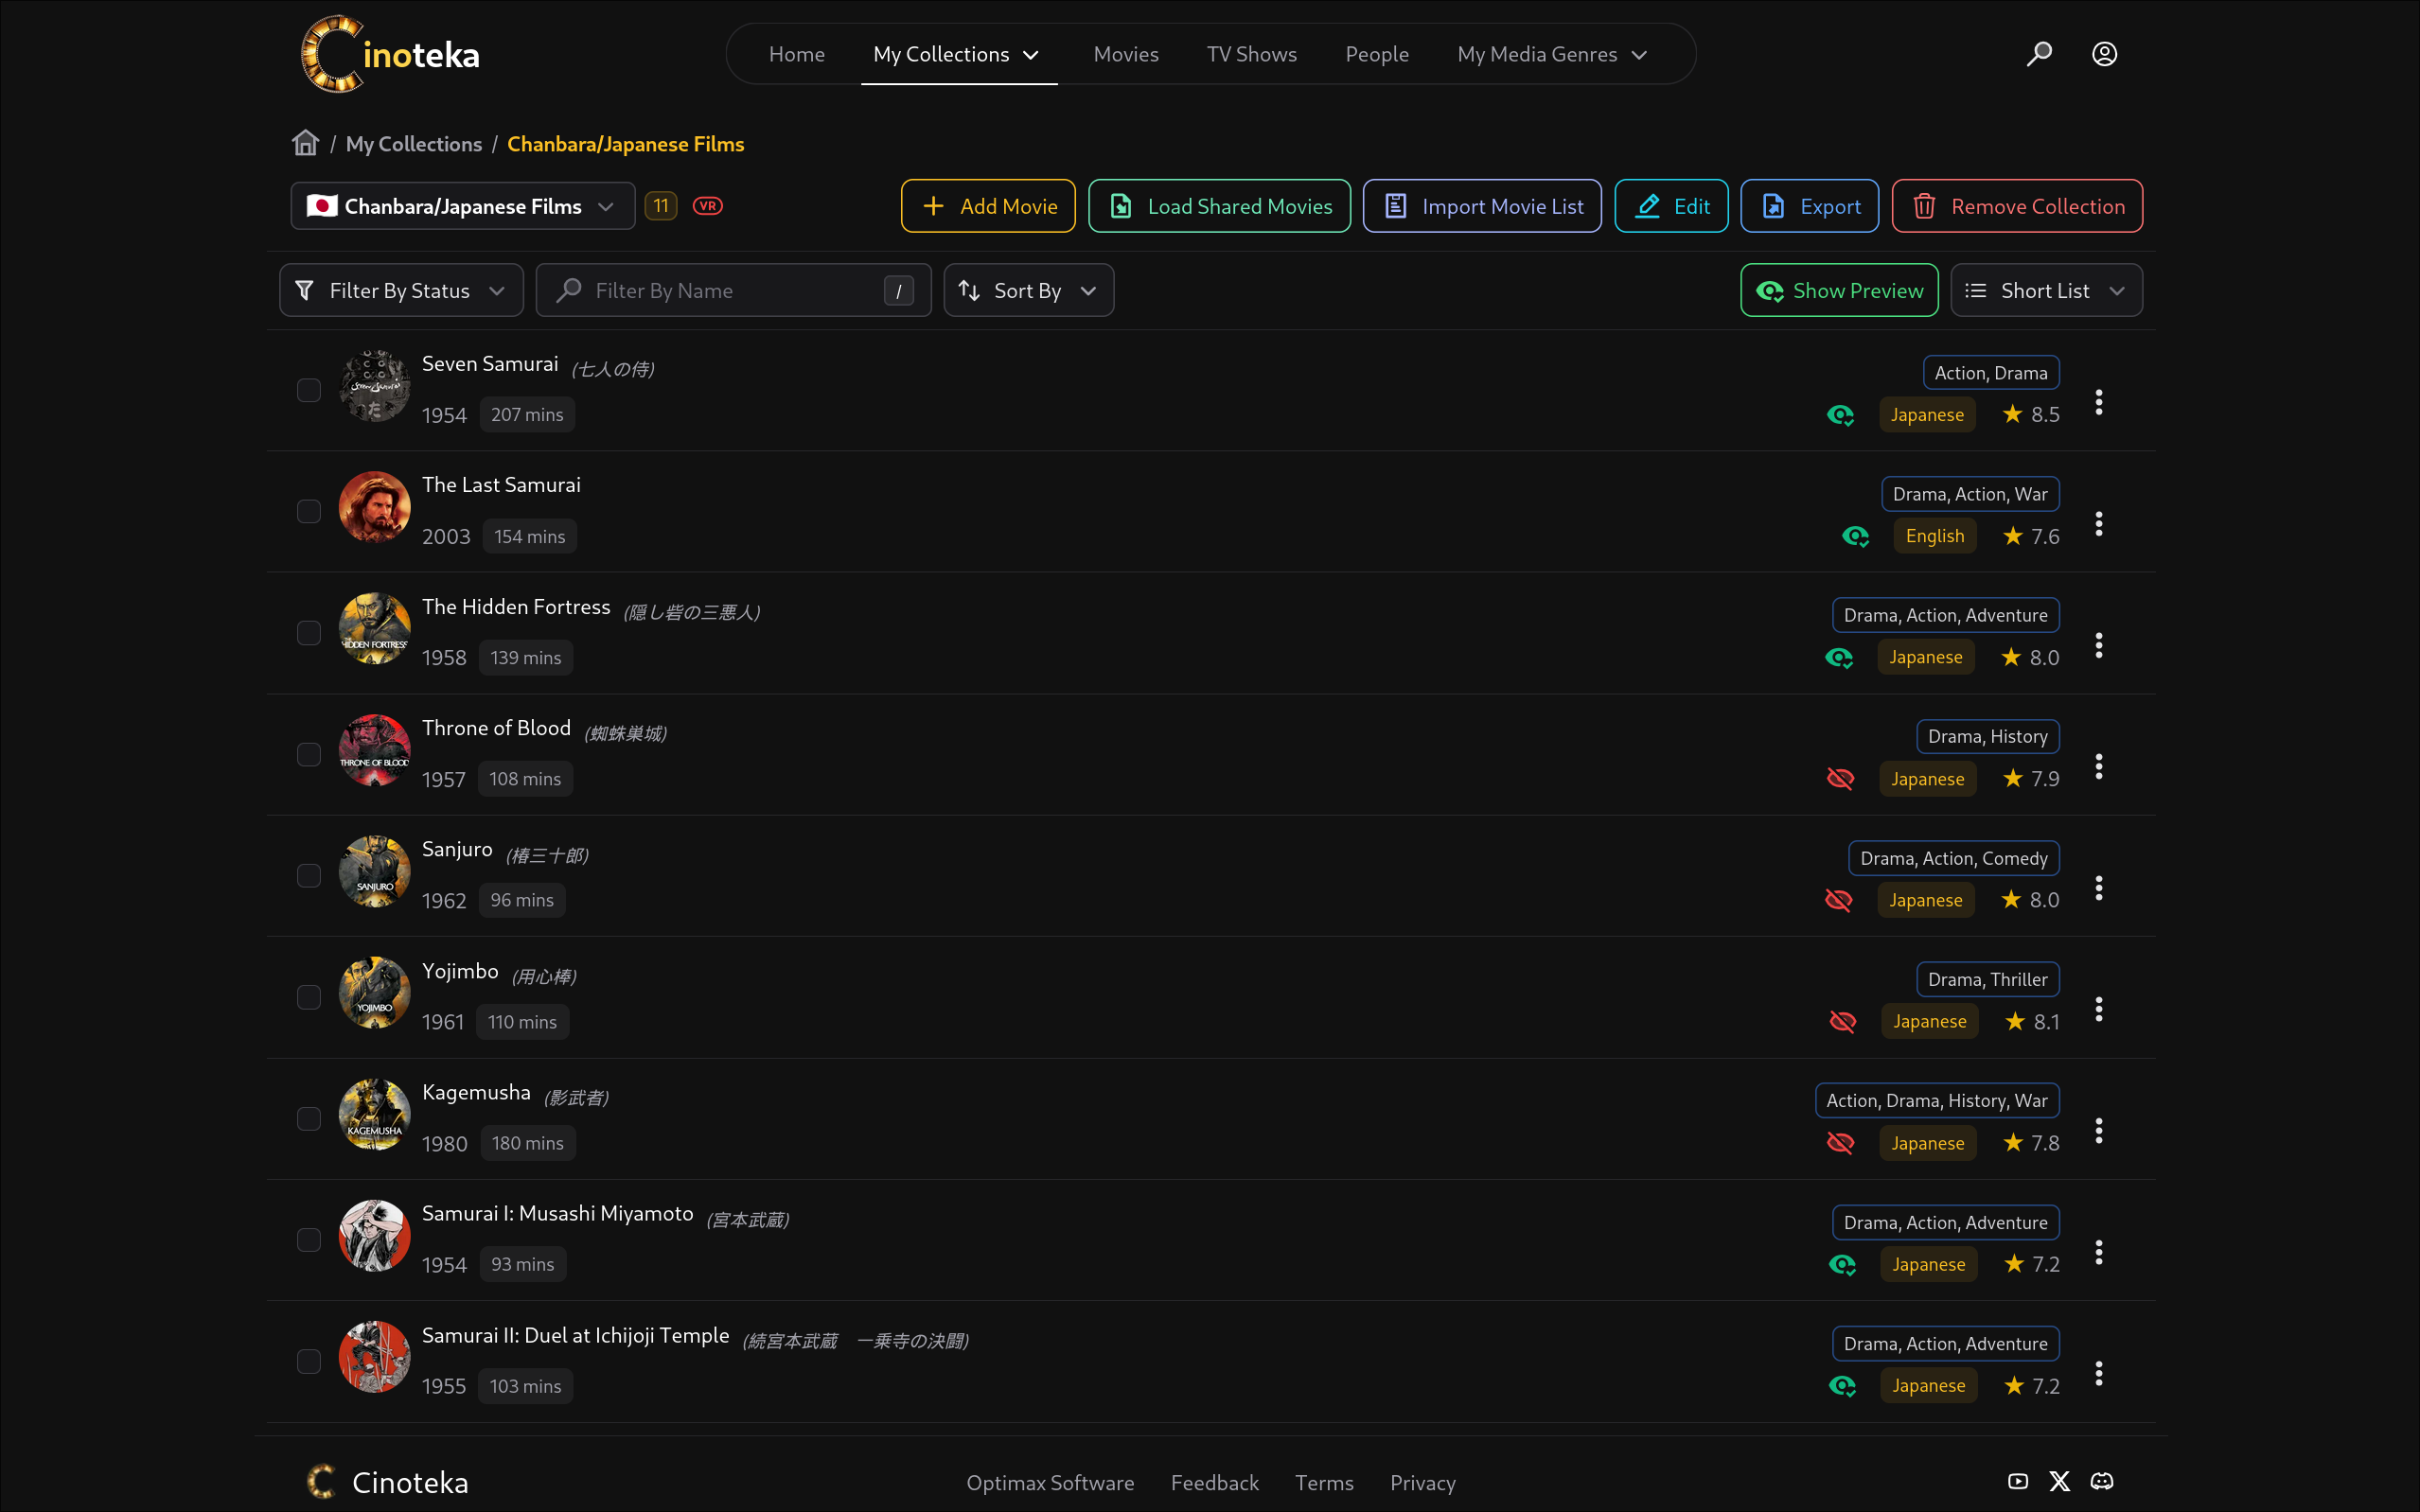 Cinoteka
Home My Collections Movies TV Shows People My Media Genres
/ My Collections / Chanbara/Japanese Films
Chanbara/Japanese Films 11 VR Add Movie Load Shared Movies Import Movie List Edit Export Remove Collection
Filter By Status Filter By Name / Sort By Show Preview Short List
Seven Samurai (七人の侍) Action, Drama
1954 207 mins Japanese 8.5
The Last Samurai Drama, Action, War
2003 154 mins English 7.6
HIDDEN FORTRESS
The Hidden Fortress (隠し砦の三悪人) Drama, Action, Adventure
1958 139 mins Japanese 8.0
THRONE OF BLOOD
Throne of Blood (蜘蛛巣城) Drama, History
1957 108 mins Japanese 7.9
SANJURO
Sanjuro (椿三十郎) Drama, Action, Comedy
1962 96 mins Japanese 8.0
YOJIMBO
Yojimbo (用心棒) Drama, Thriller
1961 110 mins Japanese 8.1
KAGEMUSHA
Kagemusha (影武者) Action, Drama, History, War
1980 180 mins Japanese 7.8
Samurai I: Musashi Miyamoto (宮本武蔵) Drama, Action, Adventure
1954 93 mins Japanese 7.2
Samurai II: Duel at Ichijoji Temple (続宮本武蔵　一乗寺の決闘) Drama, Action, Adventure
1955 103 mins Japanese 7.2
C Cinoteka Optimax Software Feedback Terms Privacy